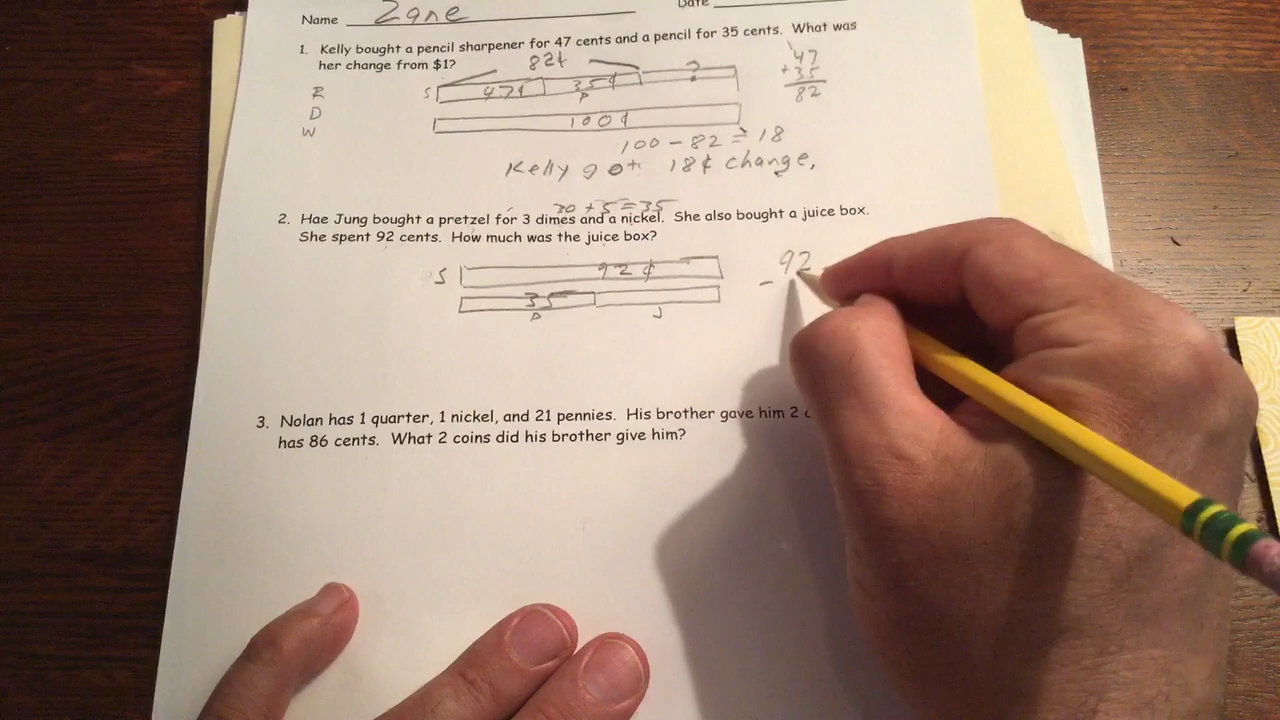 Name Zane Date
1. Kelly bought a pencil sharpener for 47 cents and a pencil for 35 cents. What was
her change from $1?
82¢
47
+35
82
R
D
W
S 47¢ 35¢ ?
P
100¢
100 - 82 = 18
Kelly got 18¢ change.
30 + 5 = 35
2. Hae Jung bought a pretzel for 3 dimes and a nickel. She also bought a juice box.
She spent 92 cents. How much was the juice box?
S 92¢
35
P J
92
-
3. Nolan has 1 quarter, 1 nickel, and 21 pennies. His brother gave him 2
has 86 cents. What 2 coins did his brother give him?